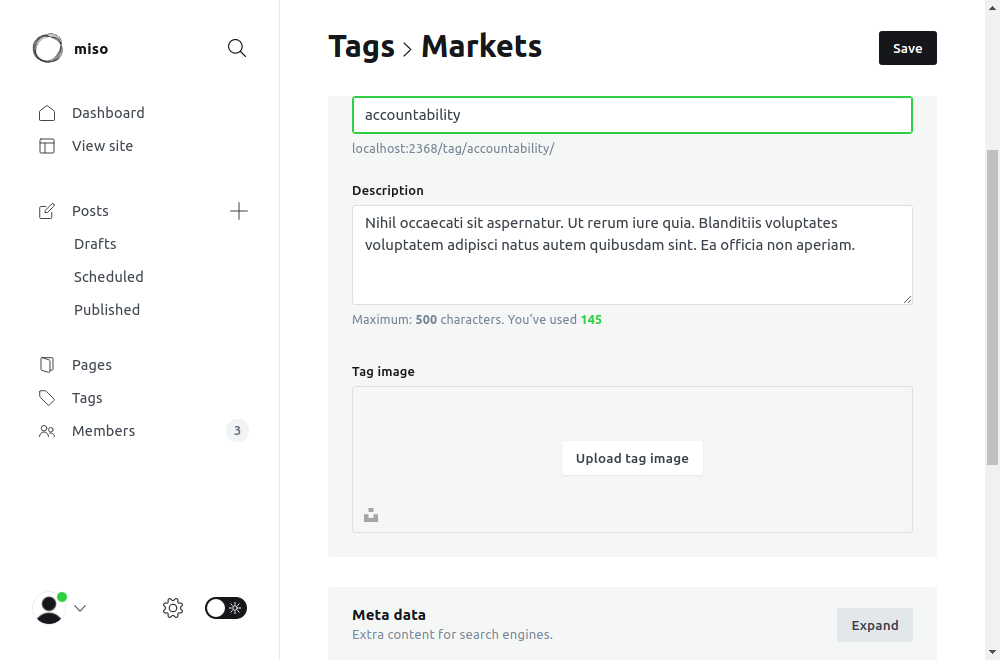 miso
Tags > Markets
Save
Dashboard
View site
Posts
Drafts
Scheduled
Published
Pages
Tags
Members
3
accountability
localhost:2368/tag/accountability/
Description
Nihil occaecati sit aspernatur. Ut rerum iure quia. Blanditiis voluptates
voluptatem adipisci natus autem quibusdam sint. Ea officia non aperiam.
Maximum: 500 characters. You’ve used 145
Tag image
Upload tag image
Meta data
Extra content for search engines.
Expand